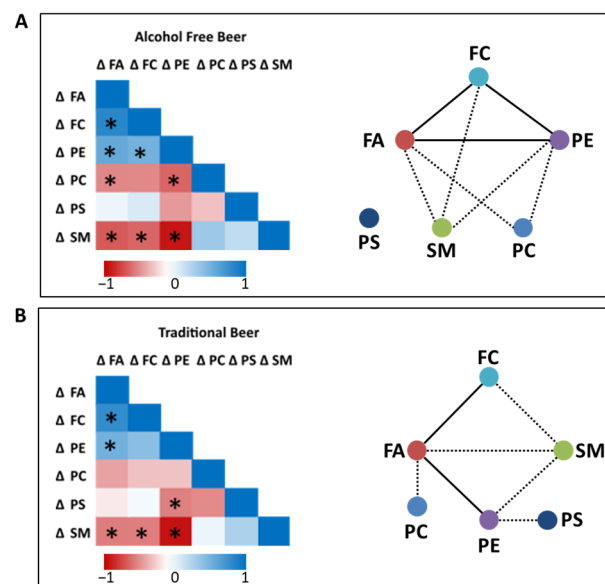 A
Alcohol Free Beer
Δ FA Δ FC Δ PE Δ PC Δ PS Δ SM
Δ FA
Δ FC *
Δ PE * *
Δ PC * *
Δ PS
Δ SM * * *
−1 0 1
FC
FA PE
PS SM PC
B
Traditional Beer
Δ FA Δ FC Δ PE Δ PC Δ PS Δ SM
Δ FA
Δ FC *
Δ PE *
Δ PC
Δ PS *
Δ SM * * *
−1 0 1
FC
FA SM
PC PE PS